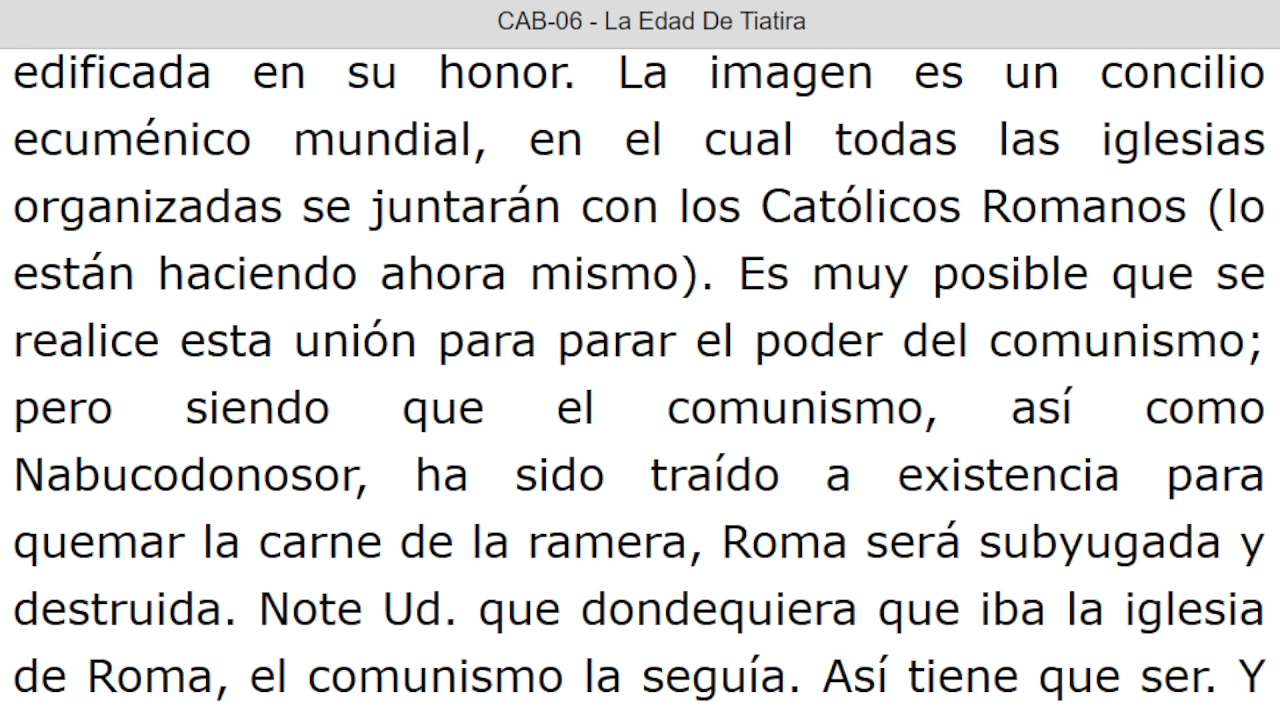 CAB-06 - La Edad De Tiatira
edificada en su honor. La imagen es un concilio
ecuménico mundial, en el cual todas las iglesias
organizadas se juntarán con los Católicos Romanos (lo
están haciendo ahora mismo). Es muy posible que se
realice esta unión para parar el poder del comunismo;
pero siendo que el comunismo, así como
Nabucodonosor, ha sido traído a existencia para
quemar la carne de la ramera, Roma será subyugada y
destruida. Note Ud. que dondequiera que iba la iglesia
de Roma, el comunismo la seguía. Así tiene que ser. Y